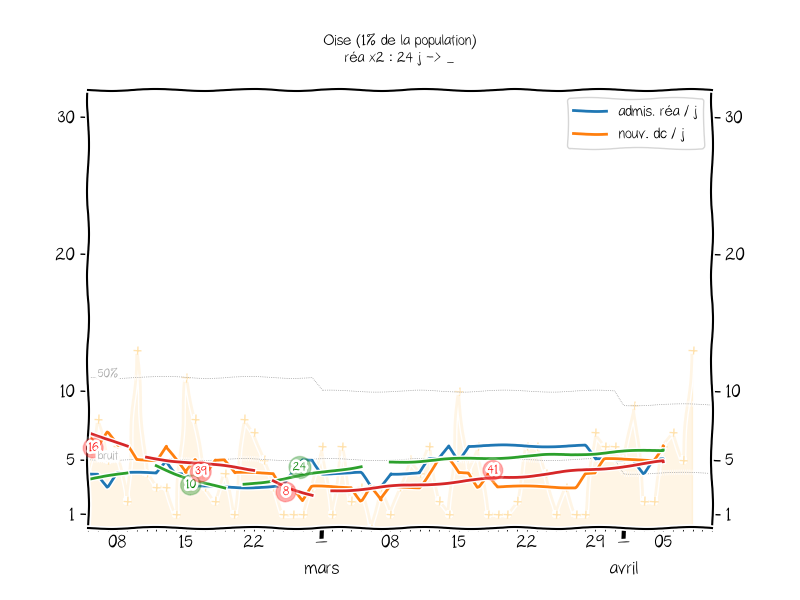 Oise (1% de la population)
réa x2 : 24 j -> _
admis. réa / j
nouv. dc / j
30 30
20 20
50%
10 10
16 bruit 39 10 24 8 41
5 5
1 1
08 15 22 _ 08 15 22 29 _ 05
mars avril